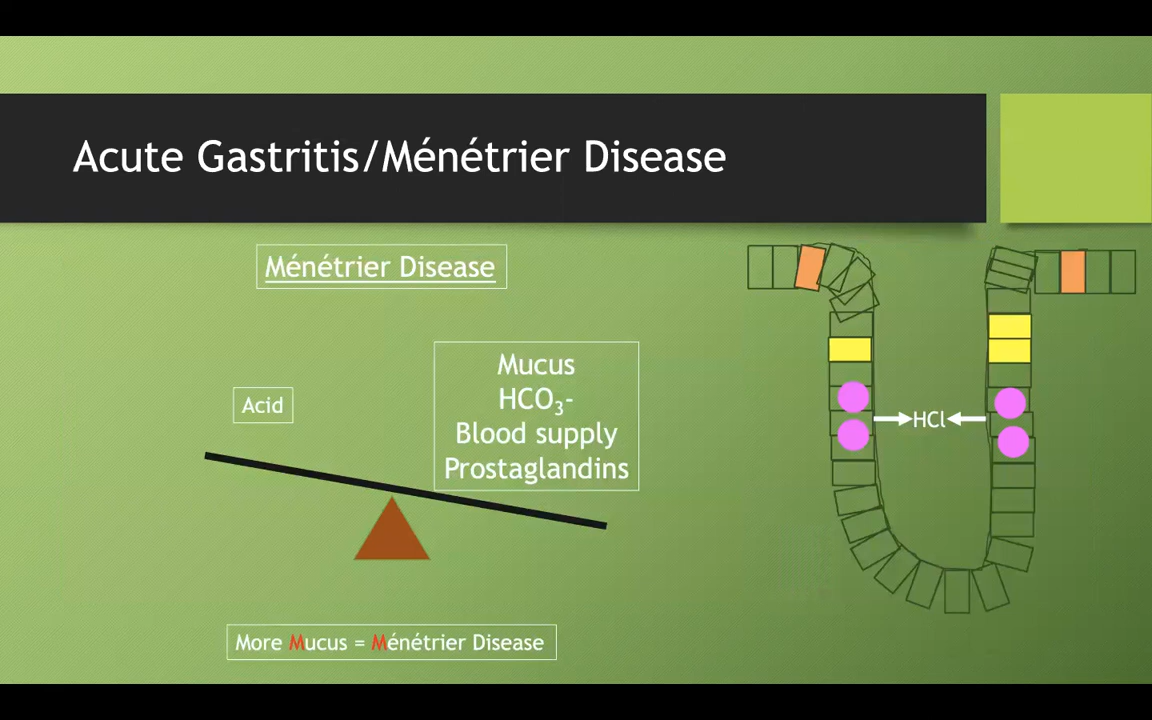 Acute Gastritis/Ménétrier Disease
Ménétrier Disease
Acid
Mucus
HCO₃-
Blood supply
Prostaglandins
HCl
More Mucus = Ménétrier Disease